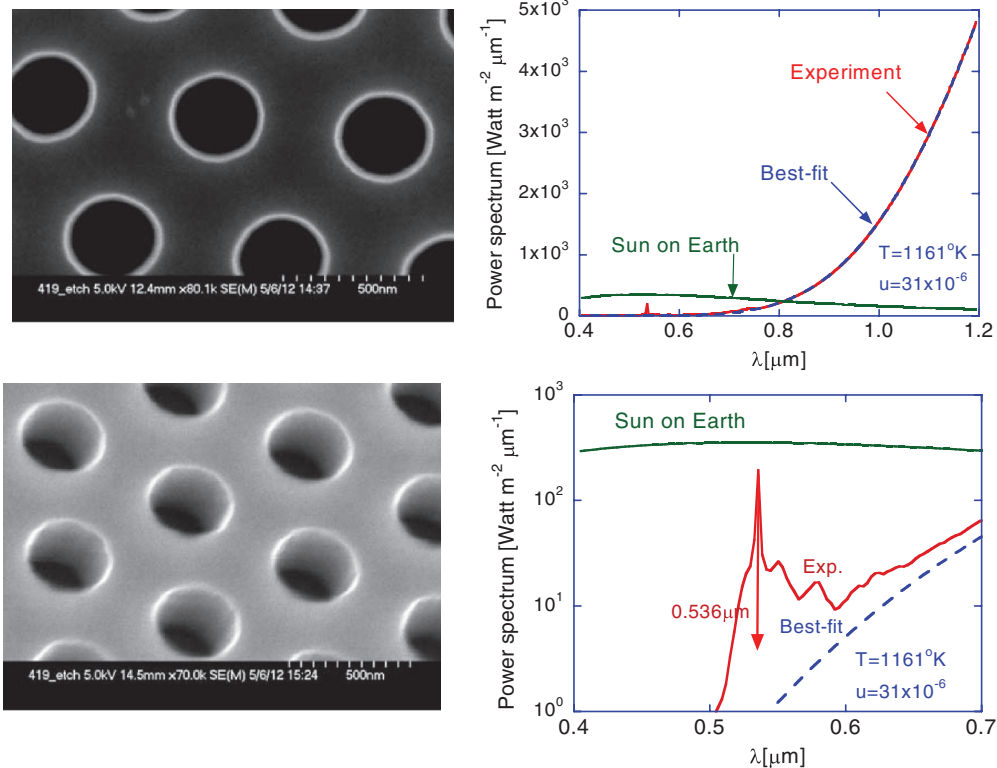 419_etch 5.0kV 12.4mm x80.1k SE(M) 5/6/12 14:37 500nm
Power spectrum [Watt m-2 μm-1]
5x10³
4x10³
3x10³
2x10³
1x10³
0
Experiment
Best-fit
Sun on Earth
T=1161°K
u=31x10-6
0.4 0.6 0.8 1.0 1.2
λ[μm]
419_etch 5.0kV 14.5mm x70.0k SE(M) 5/6/12 15:24 500nm
Power spectrum [Watt m-2 μm-1]
10³
10²
10¹
10⁰
Sun on Earth
Exp.
0.536μm
Best-fit
T=1161°K
u=31x10-6
0.4 0.5 0.6 0.7
λ[μm]